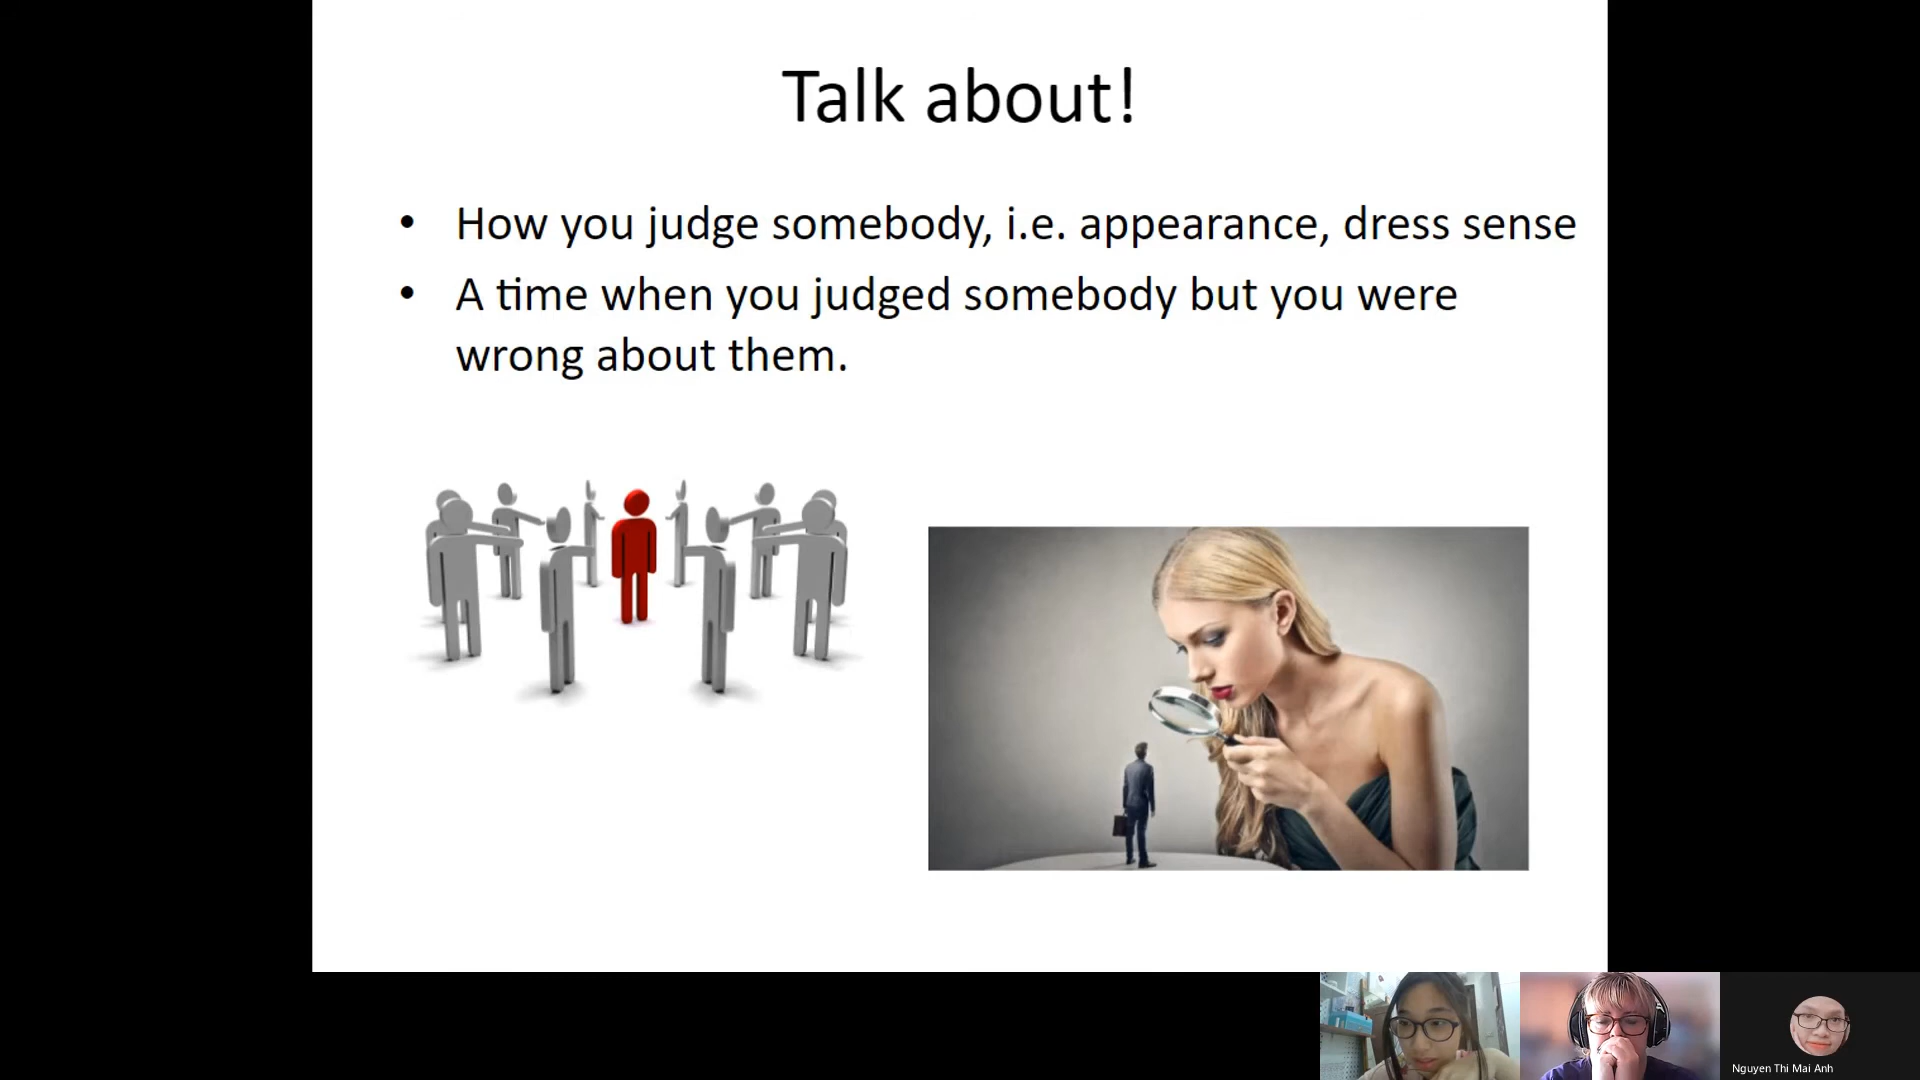 Talk about!
• How you judge somebody, i.e. appearance, dress sense
• A time when you judged somebody but you were
wrong about them.
Nguyen Thi Mai Anh